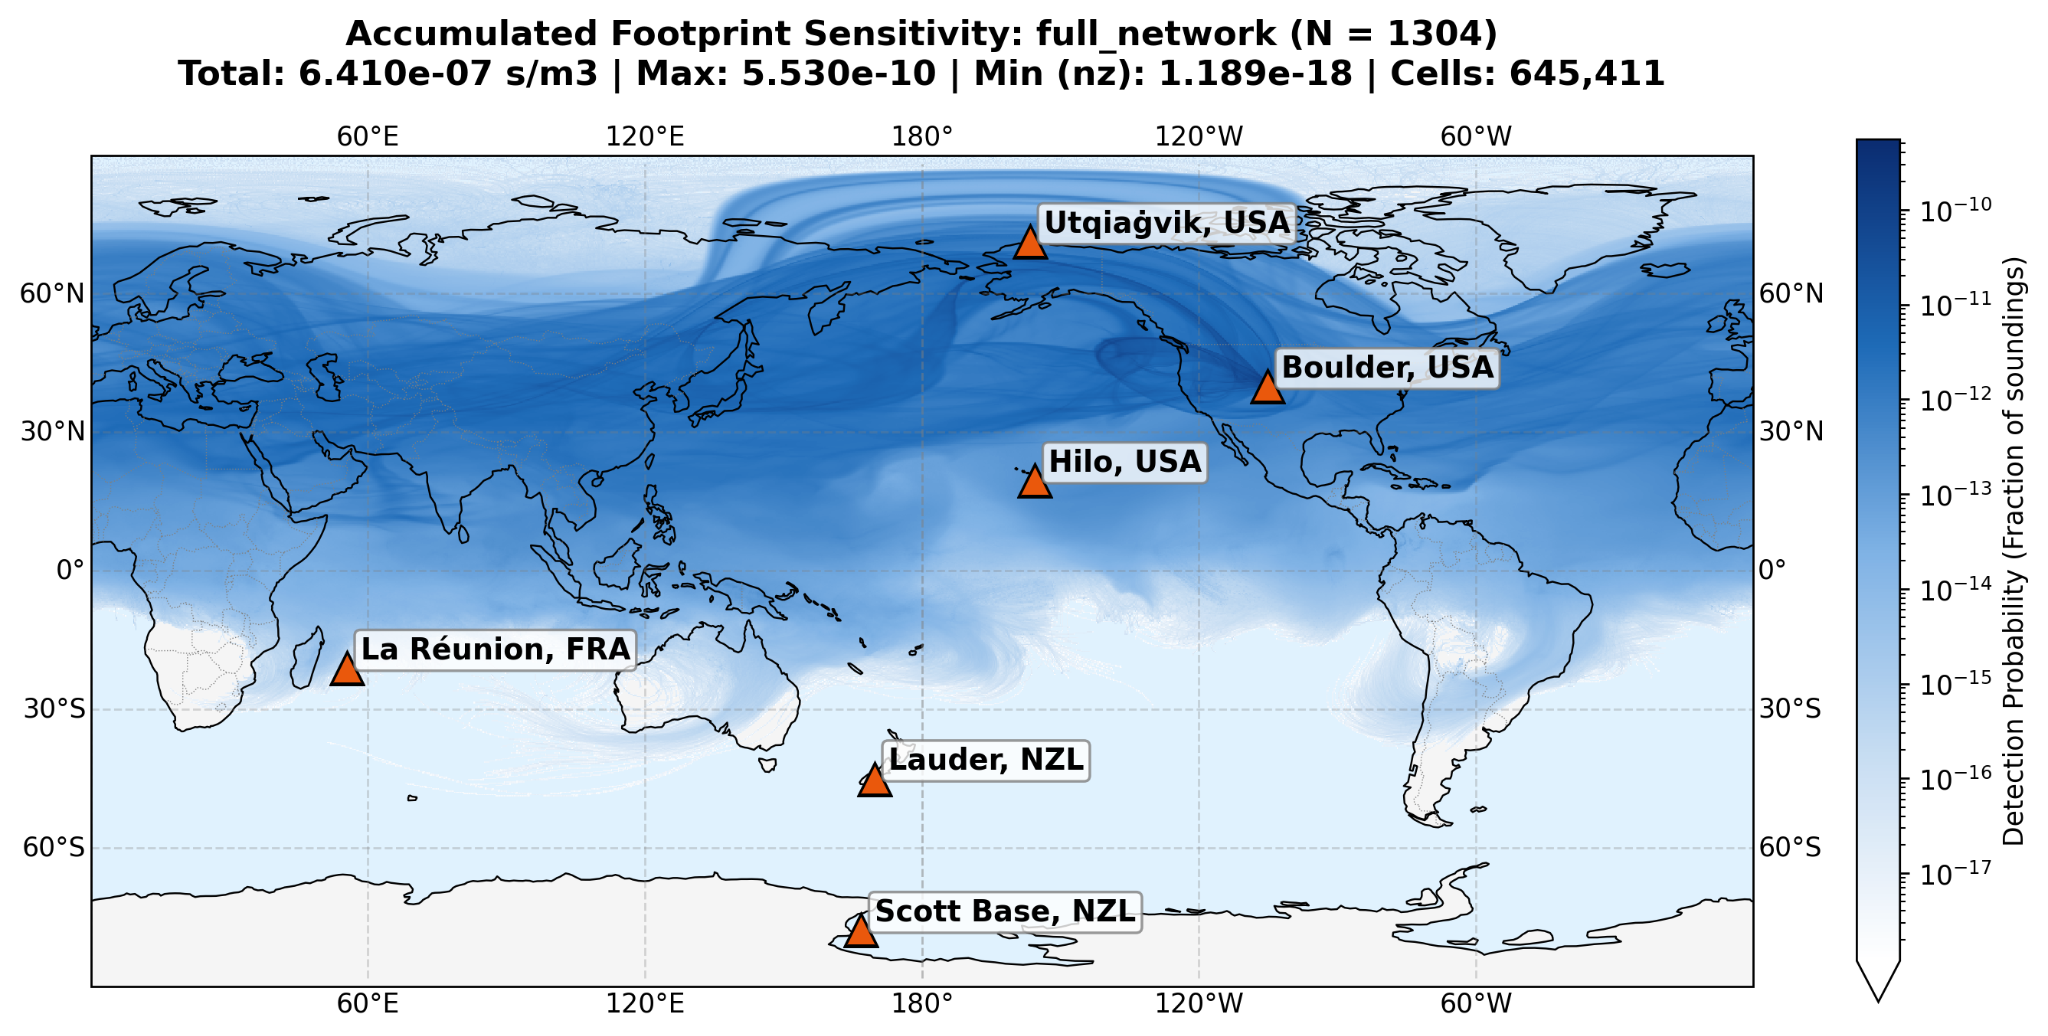 Accumulated Footprint Sensitivity: full_network (N = 1304)
Total: 6.410e-07 s/m3 | Max: 5.530e-10 | Min (nz): 1.189e-18 | Cells: 645,411
60°E 120°E 180° 120°W 60°W
Utqiaġvik, USA
60°N 60°N
Boulder, USA
30°N 30°N
Hilo, USA
0° 0°
La Réunion, FRA
30°S 30°S
Lauder, NZL
60°S 60°S
Scott Base, NZL
60°E 120°E 180° 120°W 60°W
10⁻¹⁰
10⁻¹¹
10⁻¹²
10⁻¹³
10⁻¹⁴
10⁻¹⁵
10⁻¹⁶
10⁻¹⁷
Detection Probability (Fraction of soundings)